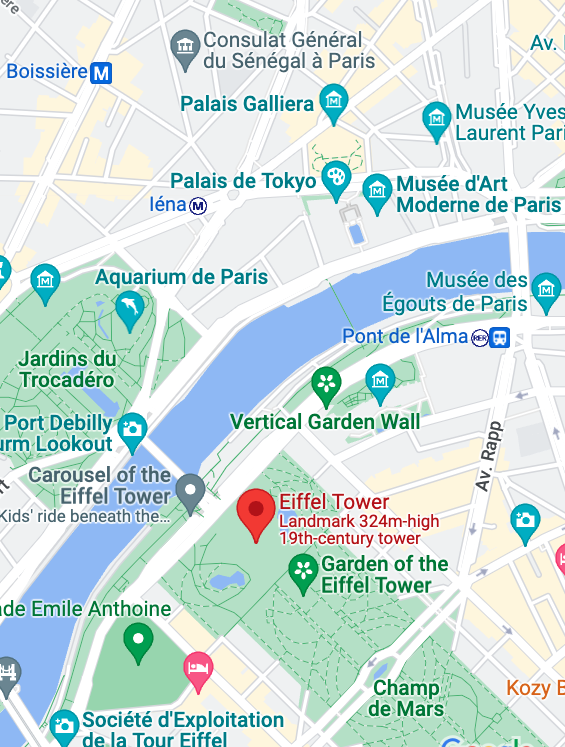 Consulat Général
du Sénégal à Paris
Av.
Boissière M
Palais Galliera
Musée Yves
Laurent Pari
Palais de Tokyo
Musée d'Art
Moderne de Paris
Iéna M
Aquarium de Paris
Musée des
Égouts de Paris
Pont de l'Alma RER
Jardins du
Trocadéro
Vertical Garden Wall
Port Debilly
urm Lookout
Av. Rapp
Carousel of the
Eiffel Tower
Kids' ride beneath the...
Eiffel Tower
Landmark 324m-high
19th-century tower
Garden of the
Eiffel Tower
ade Emile Anthoine
Champ
de Mars
Kozy B
Société d'Exploitation
de la Tour Eiffel